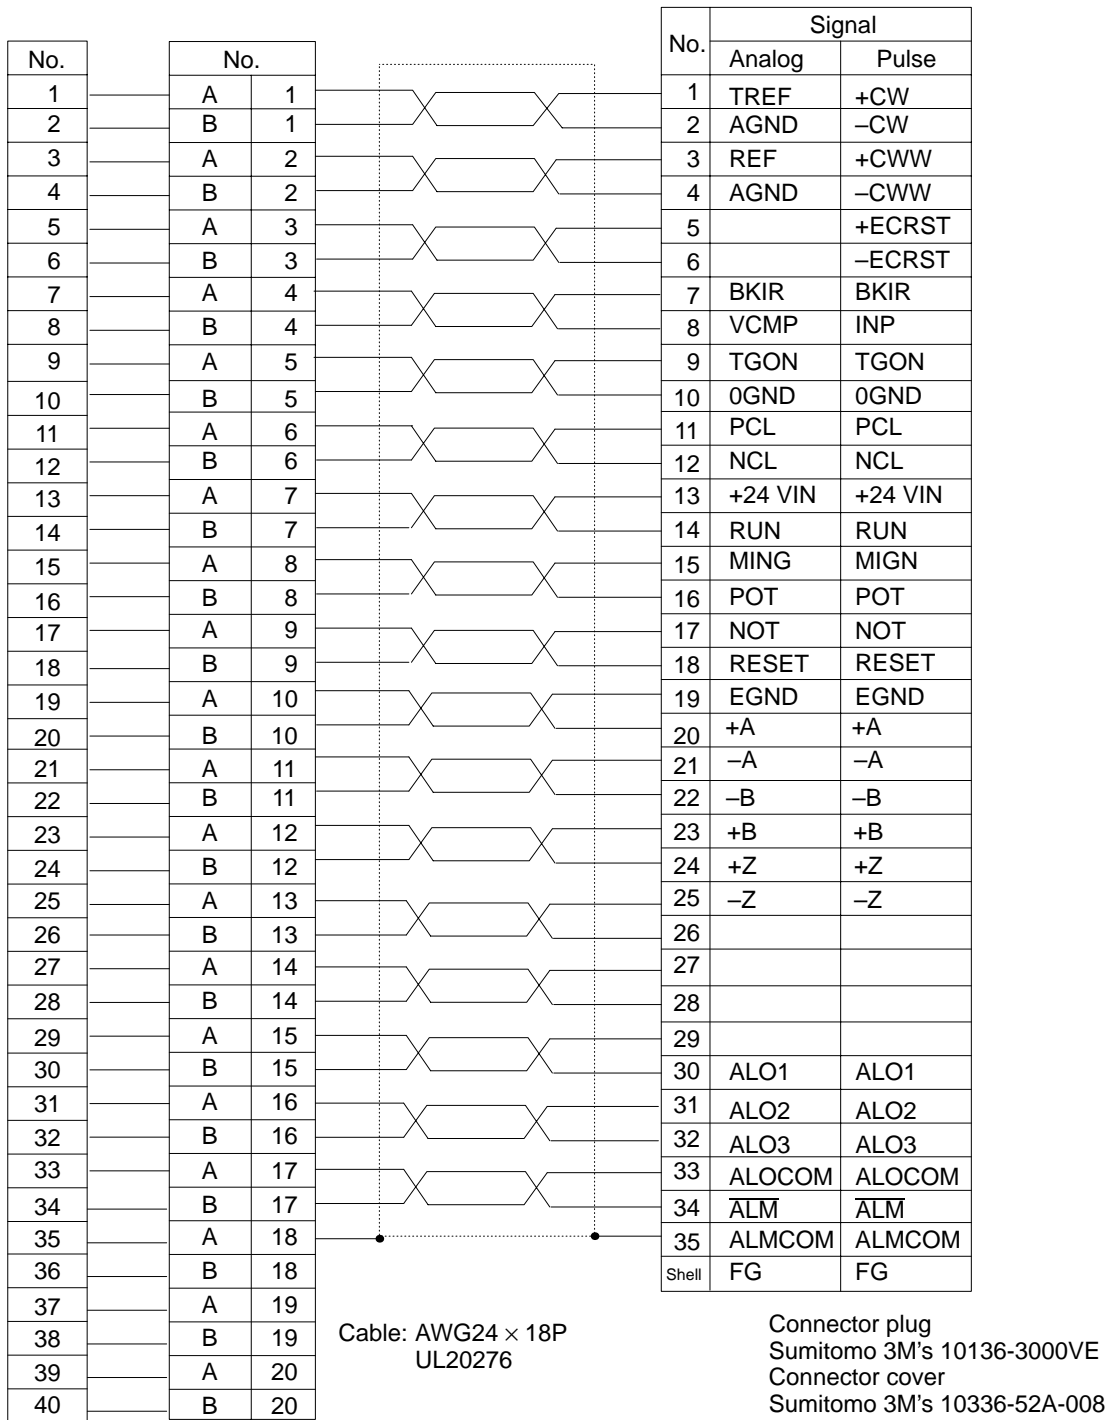 Signal
No. No. No. Analog Pulse
1 A 1 1 TREF +CW
2 B 1 2 AGND –CW
3 A 2 3 REF +CWW
4 B 2 4 AGND –CWW
5 A 3 5 +ECRST
6 B 3 6 –ECRST
7 A 4 7 BKIR BKIR
8 B 4 8 VCMP INP
9 A 5 9 TGON TGON
10 B 5 10 0GND 0GND
11 A 6 11 PCL PCL
12 B 6 12 NCL NCL
13 A 7 13 +24 VIN +24 VIN
14 B 7 14 RUN RUN
15 A 8 15 MING MIGN
16 B 8 16 POT POT
17 A 9 17 NOT NOT
18 B 9 18 RESET RESET
19 A 10 19 EGND EGND
20 B 10 20 +A +A
21 A 11 21 –A –A
22 B 11 22 –B –B
23 A 12 23 +B +B
24 B 12 24 +Z +Z
25 A 13 25 –Z –Z
26 B 13 26
27 A 14 27
28 B 14 28
29 A 15 29
30 B 15 30 ALO1 ALO1
31 A 16 31 ALO2 ALO2
32 B 16 32 ALO3 ALO3
33 A 17 33 ALOCOM ALOCOM
34 B 17 34 ALM ALM
35 A 18 35 ALMCOM ALMCOM
36 B 18 Shell FG FG
37 A 19
38 B 19
39 A 20
40 B 20
Cable: AWG24 × 18P
UL20276
Connector plug
Sumitomo 3M's 10136-3000VE
Connector cover
Sumitomo 3M's 10336-52A-008